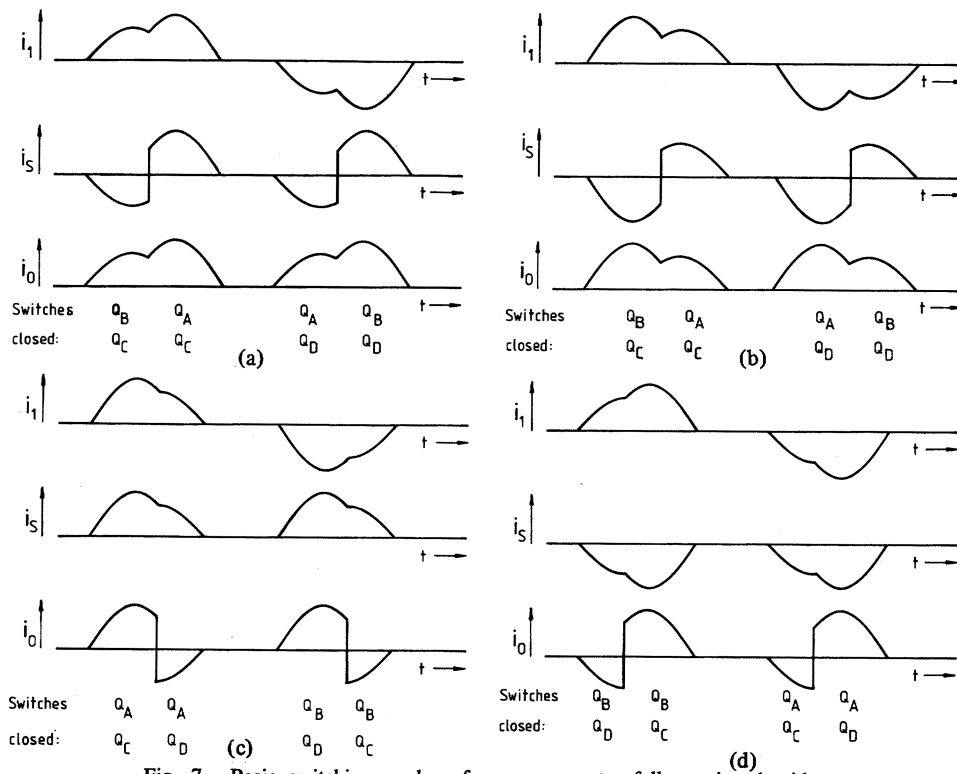 i1
t
iS
t
i0
t
Switches QB QA QA QB
closed: QC QC QD QD
(a)
i1
t
iS
t
i0
t
Switches QB QA QA QB
closed: QC QC QD QD
(b)
i1
t
iS
t
i0
t
Switches QA QA QB QB
closed: QC QD QD QC
(c)
i1
t
iS
t
i0
t
Switches QB QB QA QA
closed: QD QC QC QD
(d)